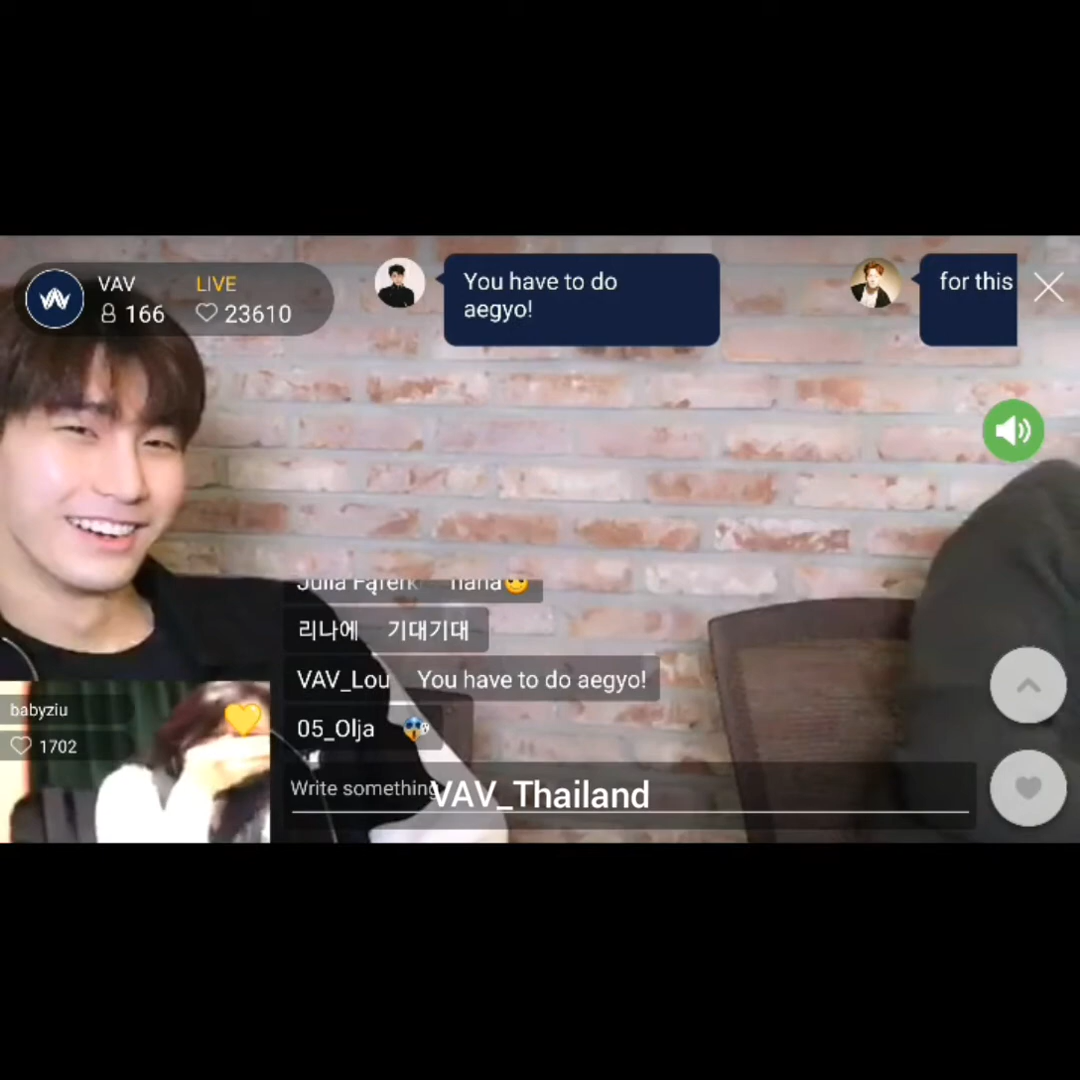 VAV LIVE
166 23610
You have to do
aegyo!
for this
리나에 기대기대
VAV_Lou You have to do aegyo!
05_Olja
babyziu
1702
Write something
VAV_Thailand